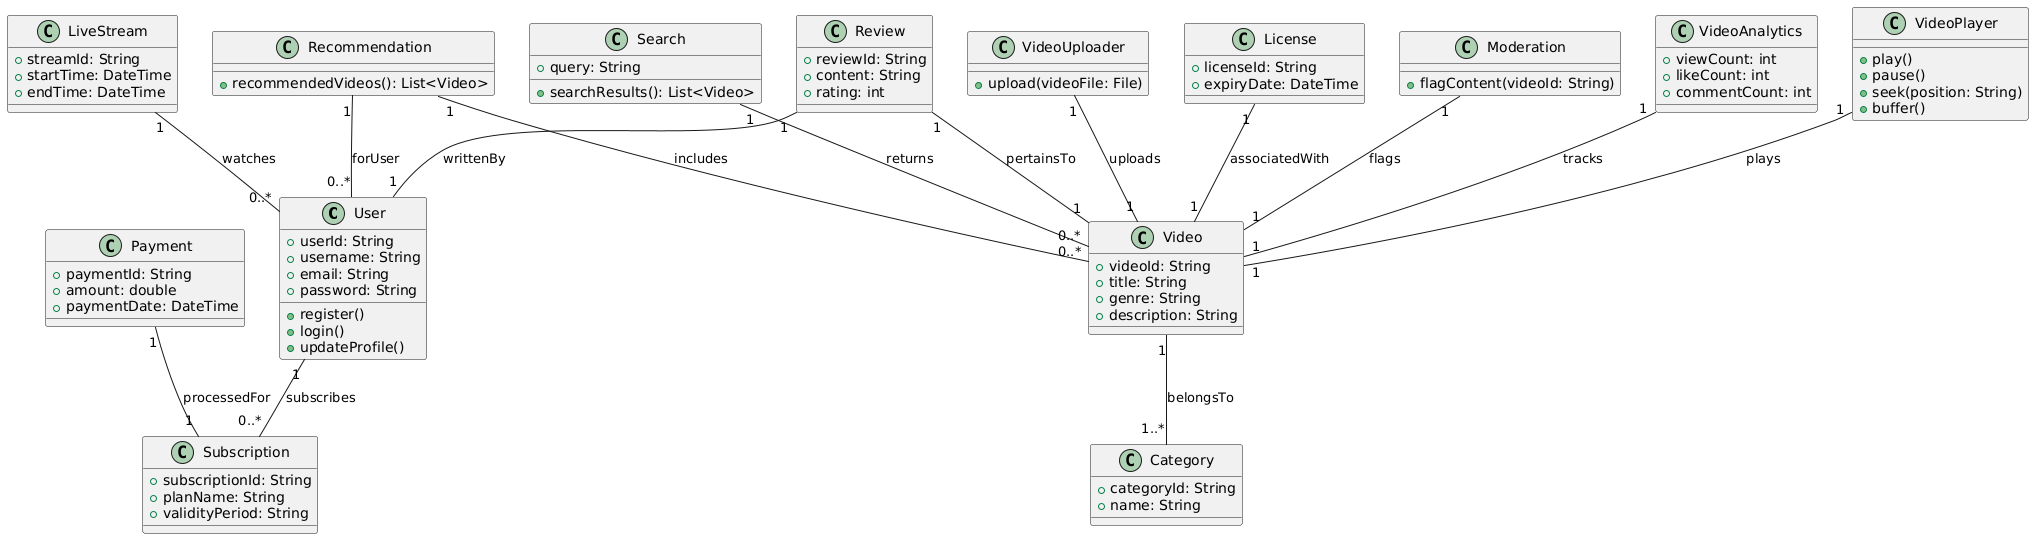 C LiveStream
streamId: String
startTime: DateTime
endTime: DateTime
C Recommendation
recommendedVideos(): List<Video>
C Search
query: String
searchResults(): List<Video>
C Review
reviewId: String
content: String
rating: int
C VideoUploader
upload(videoFile: File)
C License
licenseId: String
expiryDate: DateTime
C Moderation
flagContent(videoId: String)
C VideoAnalytics
viewCount: int
likeCount: int
commentCount: int
C VideoPlayer
play()
pause()
seek(position: String)
buffer()
1
watches
0..*
1
forUser
0..*
1
includes
0..*
1
returns
0..*
1
writtenBy
1
1
pertainsTo
1
1
uploads
1
1
associatedWith
1
1
flags
1
1
tracks
1
1
plays
1
C Payment
paymentId: String
amount: double
paymentDate: DateTime
C User
userId: String
username: String
email: String
password: String
register()
login()
updateProfile()
C Video
videoId: String
title: String
genre: String
description: String
1
processedFor
1
1
subscribes
0..*
1
belongsTo
1..*
C Subscription
subscriptionId: String
planName: String
validityPeriod: String
C Category
categoryId: String
name: String